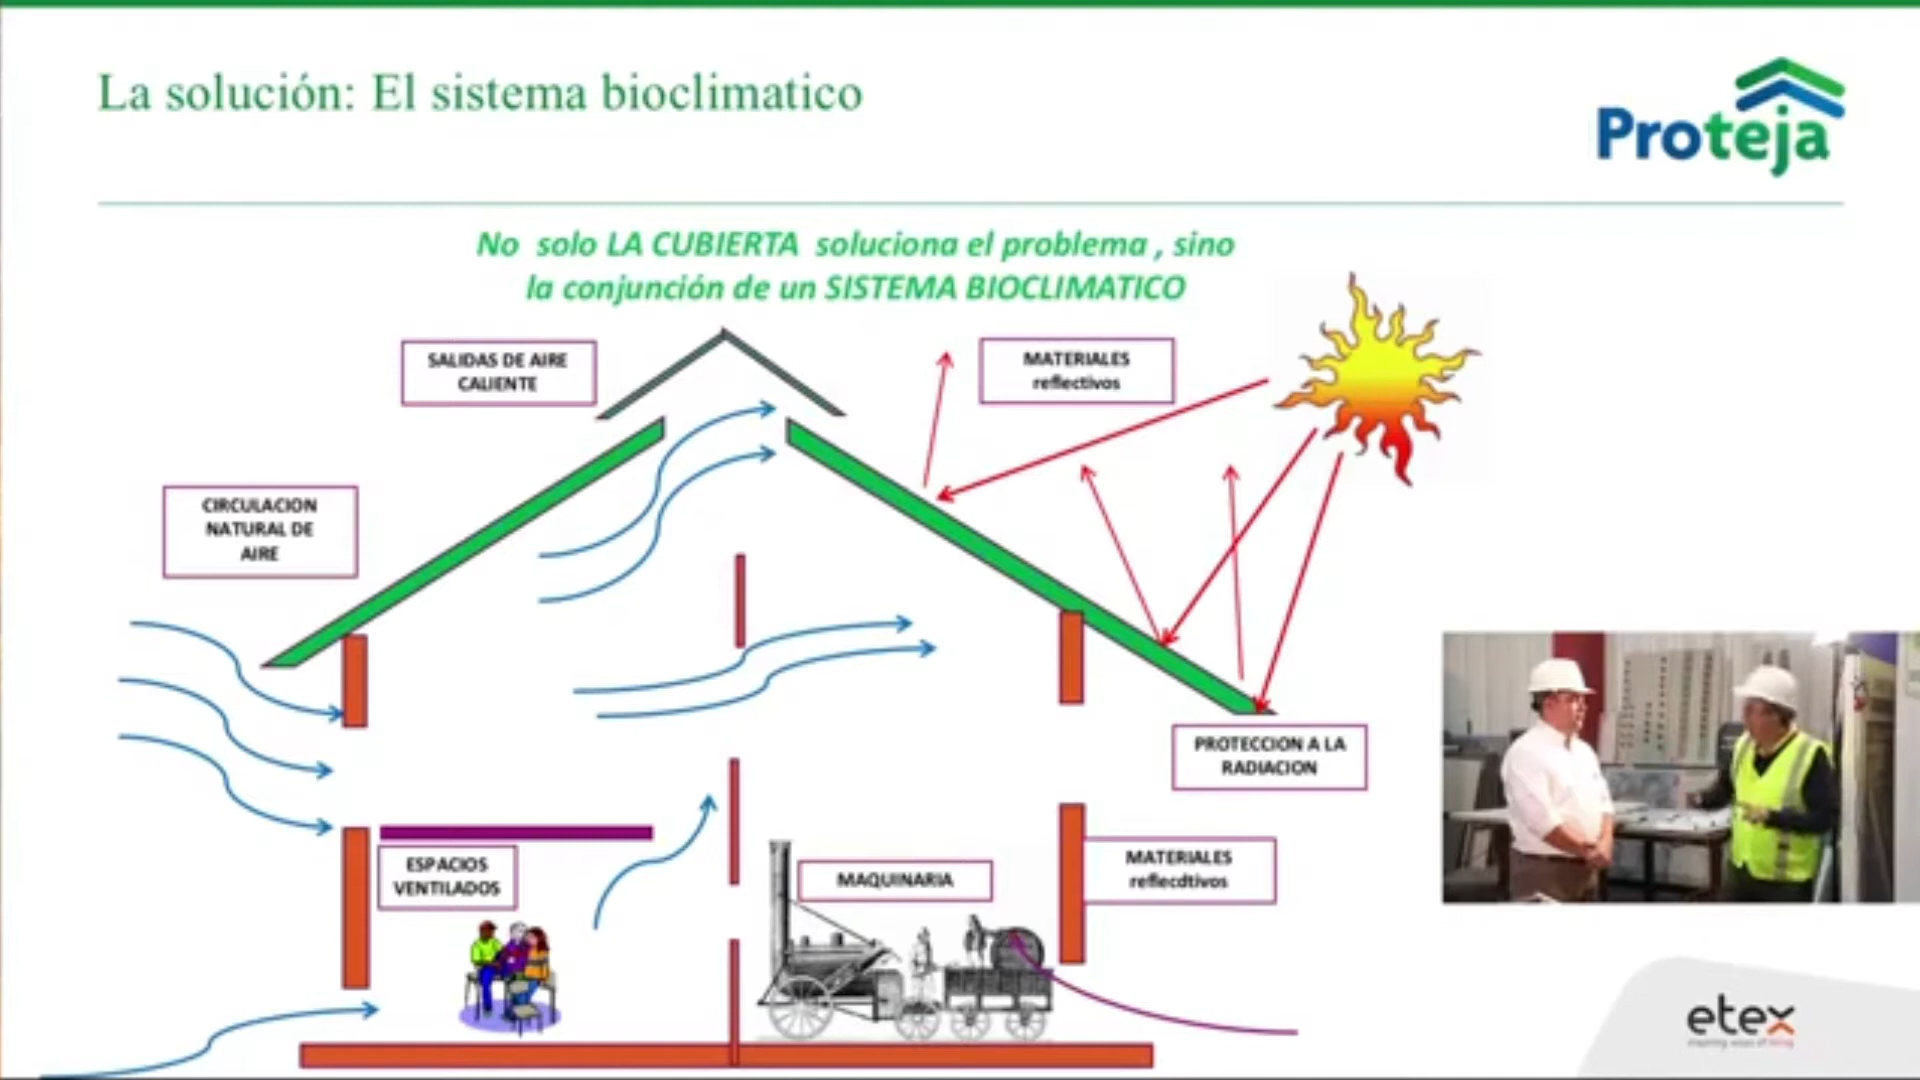 La solución: El sistema bioclimatico
Proteja
No solo LA CUBIERTA soluciona el problema , sino
la conjunción de un SISTEMA BIOCLIMATICO
SALIDAS DE AIRE
CALIENTE
MATERIALES
reflectivos
CIRCULACION
NATURAL DE
AIRE
PROTECCION A LA
RADIACION
ESPACIOS
VENTILADOS
MAQUINARIA
MATERIALES
reflecdtivos
etex